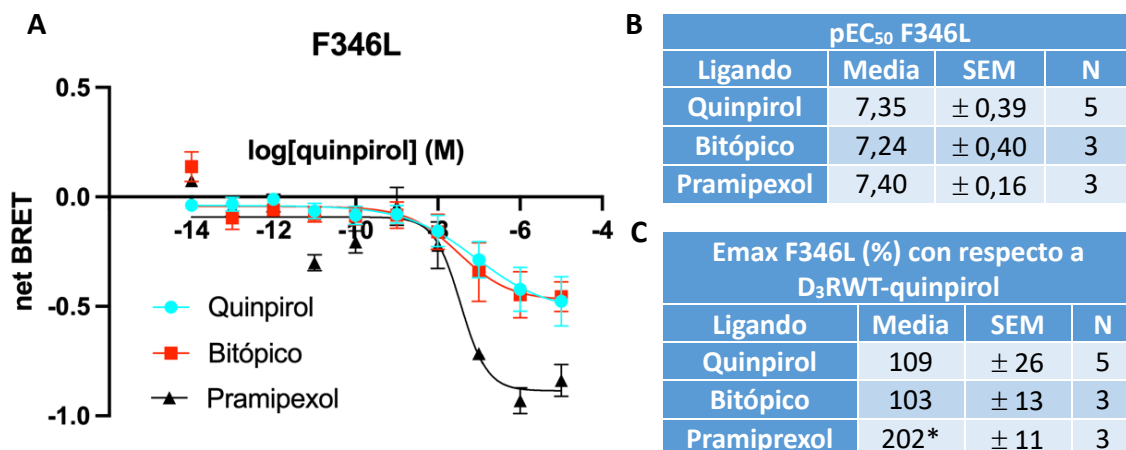 A
F346L
0.5
log[quinpirol] (M)
0.0
-14 -12 -10 -8 -6 -4
net BRET
-0.5
Quinpirol
Bitópico
Pramipexol
-1.0
B
pEC₅₀ F346L
Ligando Media SEM N
Quinpirol 7,35 ± 0,39 5
Bitópico 7,24 ± 0,40 3
Pramipexol 7,40 ± 0,16 3
C
Emax F346L (%) con respecto a
D₃RWT-quinpirol
Ligando Media SEM N
Quinpirol 109 ± 26 5
Bitópico 103 ± 13 3
Pramiprexol 202* ± 11 3